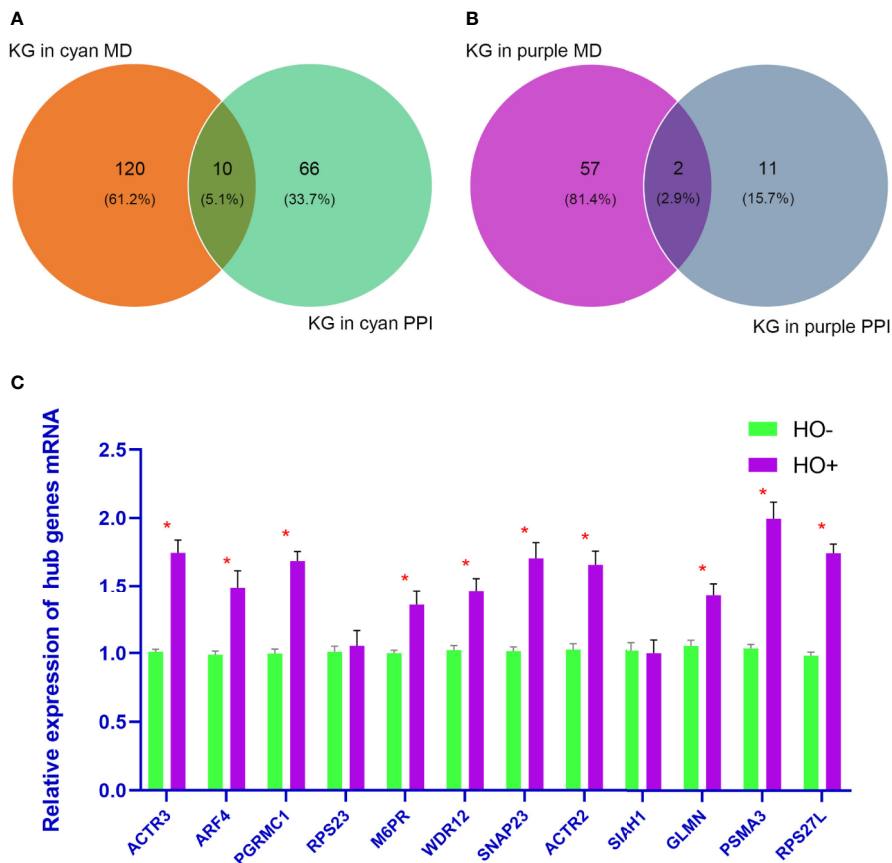 A
KG in cyan MD
120
(61.2%)
10
(5.1%)
66
(33.7%)
KG in cyan PPI
B
KG in purple MD
57
(81.4%)
2
(2.9%)
11
(15.7%)
KG in purple PPI
C
Relative expression of hub genes mRNA
2.5
2.0
1.5
1.0
0.5
0.0
HO-
HO+
*
*
*
*
*
*
*
*
*
*
ACTR3
ARF4
PGRMC1
RPS23
M6PR
WDR12
SNAP23
ACTR2
SIAH1
GLMN
PSMA3
RPS27L